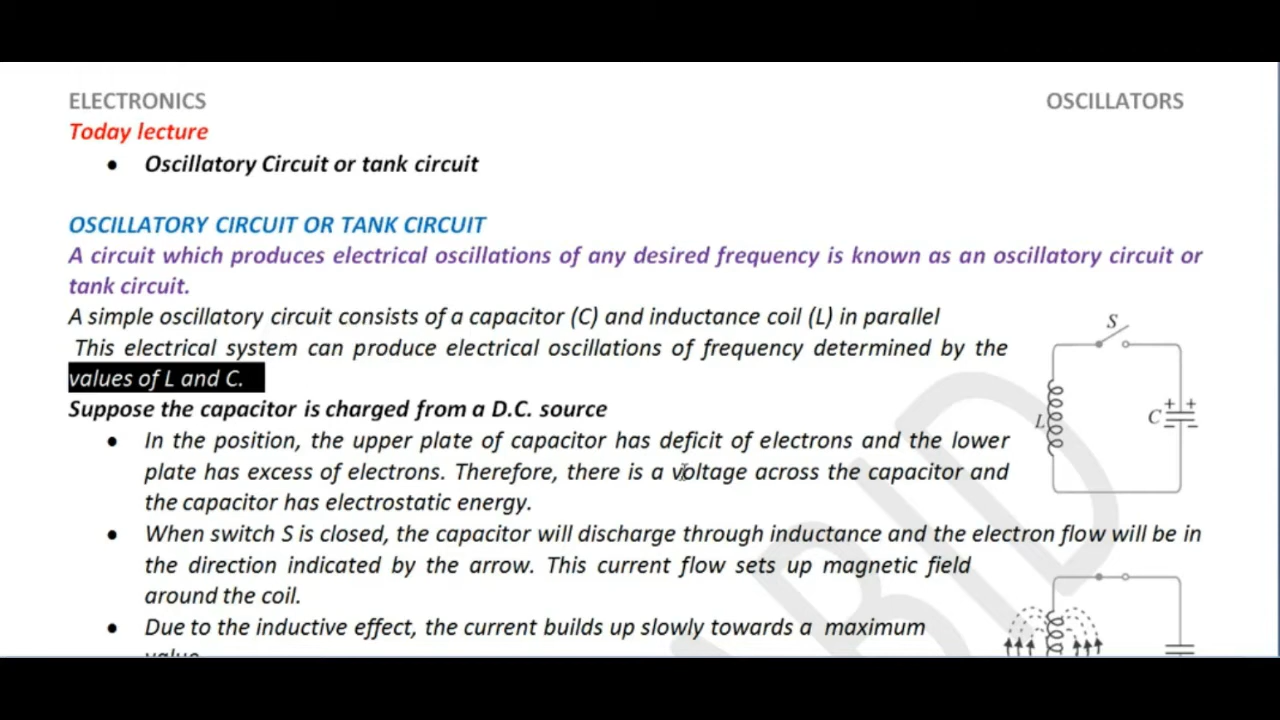 ELECTRONICS OSCILLATORS
Today lecture
• Oscillatory Circuit or tank circuit
OSCILLATORY CIRCUIT OR TANK CIRCUIT
A circuit which produces electrical oscillations of any desired frequency is known as an oscillatory circuit or
tank circuit.
A simple oscillatory circuit consists of a capacitor (C) and inductance coil (L) in parallel
This electrical system can produce electrical oscillations of frequency determined by the
values of L and C.
Suppose the capacitor is charged from a D.C. source
• In the position, the upper plate of capacitor has deficit of electrons and the lower
plate has excess of electrons. Therefore, there is a voltage across the capacitor and
the capacitor has electrostatic energy.
• When switch S is closed, the capacitor will discharge through inductance and the electron flow will be in
the direction indicated by the arrow. This current flow sets up magnetic field
around the coil.
• Due to the inductive effect, the current builds up slowly towards a maximum
value
S
L
C
+ +
− −